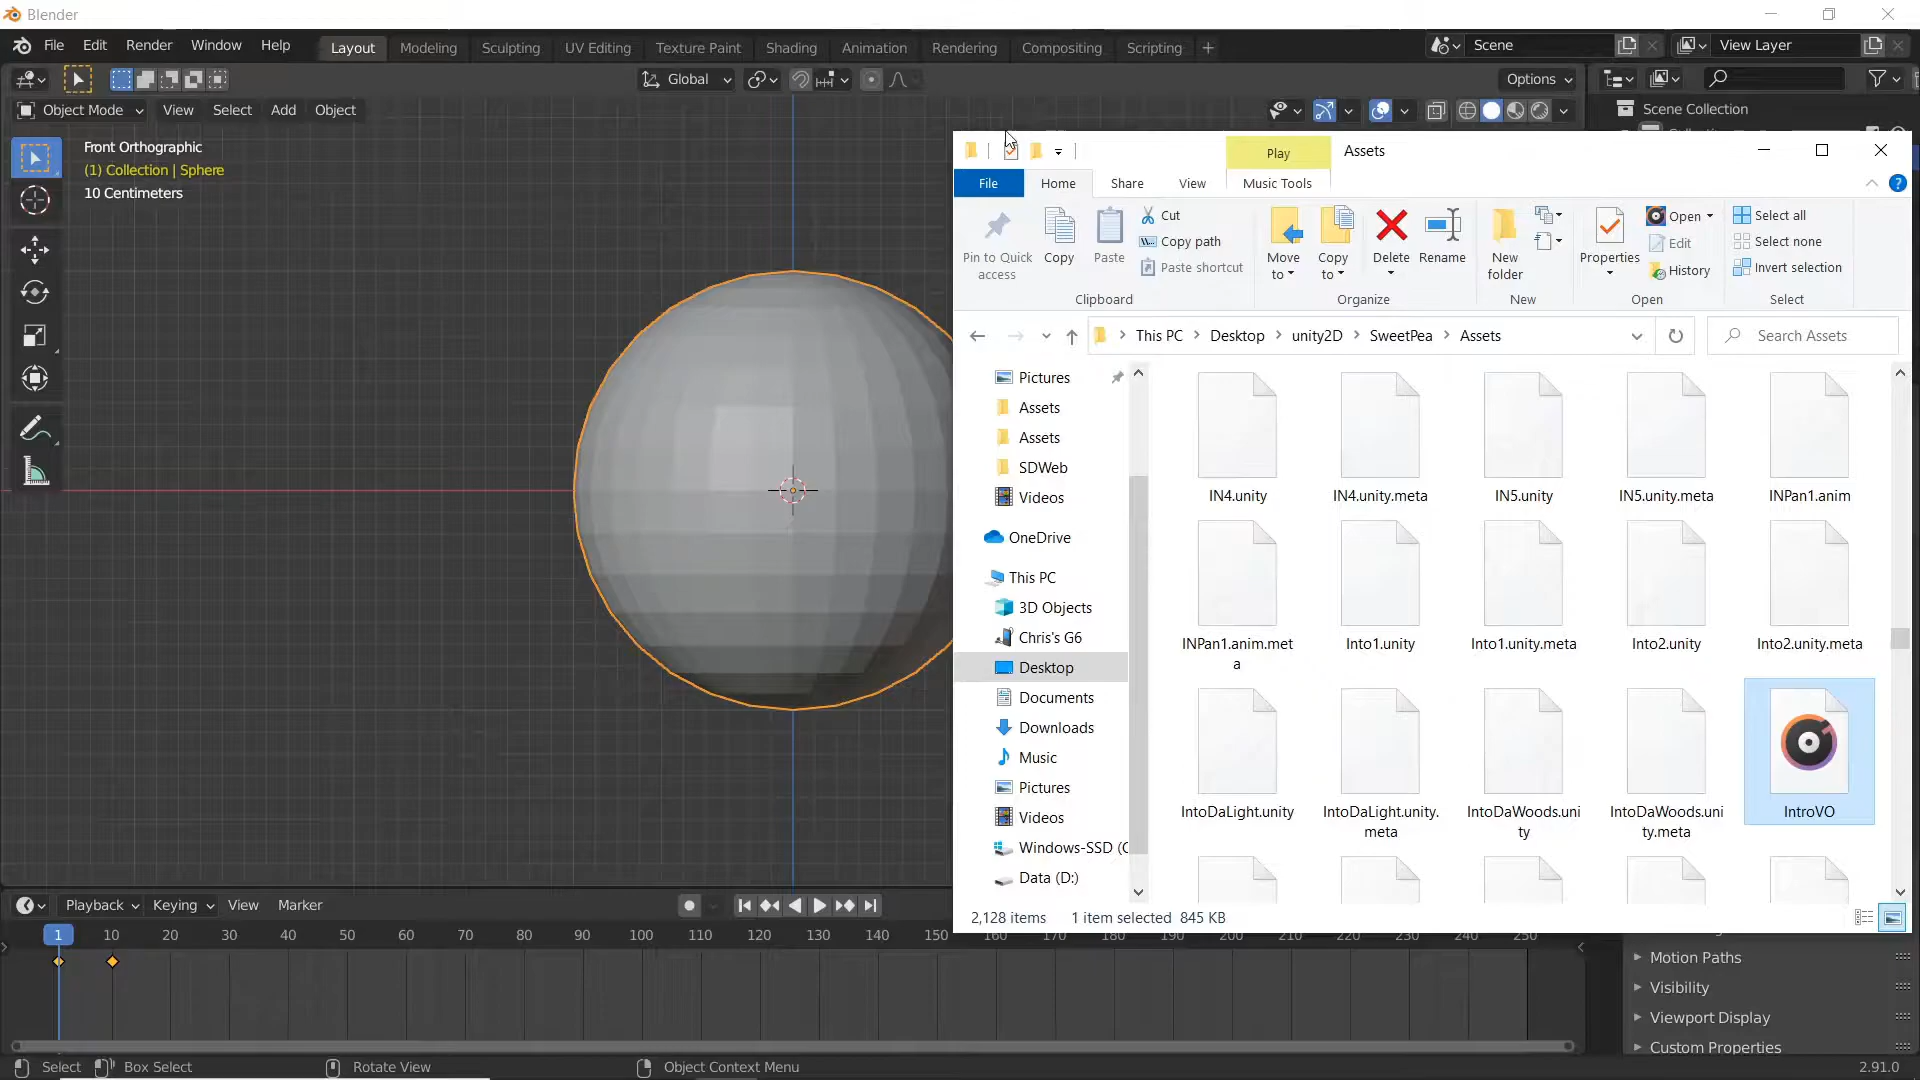 Blender
File Edit Render Window Help Layout Modeling Sculpting UV Editing Texture Paint Shading Animation Rendering Compositing Scripting + Scene View Layer
Global Options
Object Mode View Select Add Object Scene Collection
Front Orthographic
(1) Collection | Sphere
10 Centimeters
Play Assets
File Home Share View Music Tools
Pin to Quick access
Copy
Paste
Cut
Copy path
Paste shortcut
Clipboard
Move to
Copy to
Delete
Rename
Organize
New folder
New
Properties
Open
Edit
History
Open
Select all
Select none
Invert selection
Select
This PC Desktop unity2D SweetPea Assets Search Assets
Pictures
Assets
Assets
SDWeb
Videos
OneDrive
This PC
3D Objects
Chris's G6
Desktop
Documents
Downloads
Music
Pictures
Videos
Windows-SSD (C
Data (D:)
IN4.unity IN4.unity.meta IN5.unity IN5.unity.meta INPan1.anim
INPan1.anim.met
a
Into1.unity Into1.unity.meta Into2.unity Into2.unity.meta
IntoDaLight.unity
IntoDaLight.unity.
meta
IntoDaWoods.uni
ty
IntoDaWoods.uni
ty.meta
IntroVO
2,128 items 1 item selected 845 KB
Playback Keying View Marker
1 10 20 30 40 50 60 70 80 90 100 110 120 130 140 150 160 170 180 190 200 210 220 230 240 250
Motion Paths
Visibility
Viewport Display
Custom Properties
Select Box Select Rotate View Object Context Menu 2.91.0